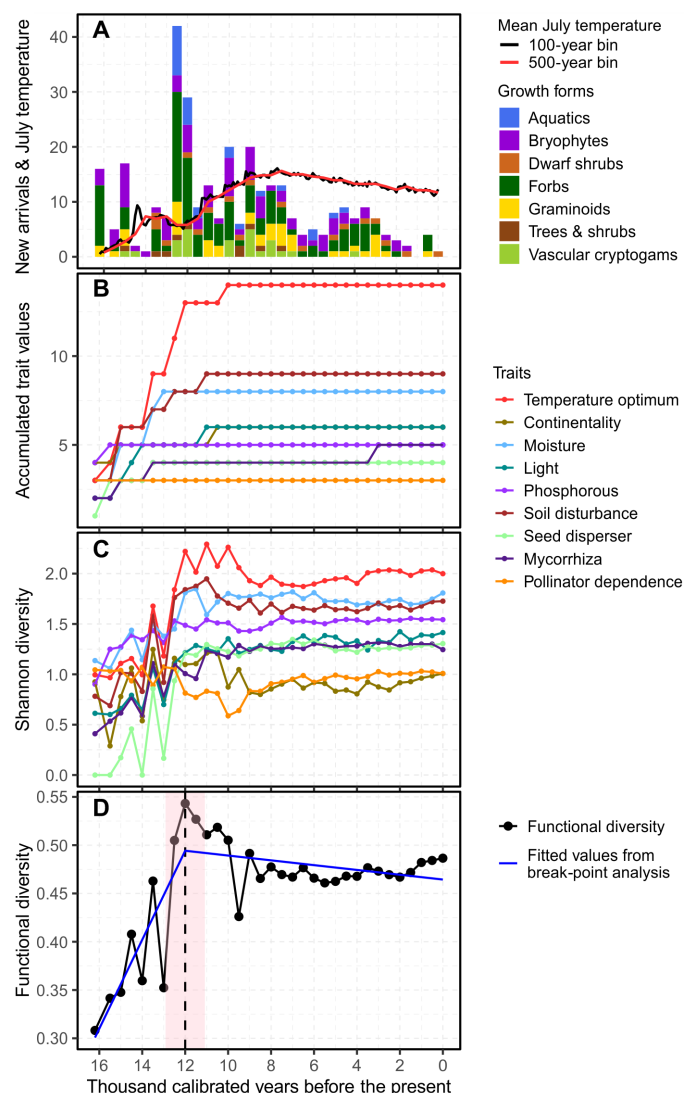 A
New arrivals & July temperature
40
30
20
10
0
Mean July temperature
100-year bin
500-year bin
Growth forms
Aquatics
Bryophytes
Dwarf shrubs
Forbs
Graminoids
Trees & shrubs
Vascular cryptogams
B
Accumulated trait values
10
5
Traits
Temperature optimum
Continentality
Moisture
Light
Phosphorous
Soil disturbance
Seed disperser
Mycorrhiza
Pollinator dependence
C
Shannon diversity
2.0
1.5
1.0
0.5
0.0
D
Functional diversity
0.55
0.50
0.45
0.40
0.35
0.30
Functional diversity
Fitted values from
break-point analysis
16 14 12 10 8 6 4 2 0
Thousand calibrated years before the present